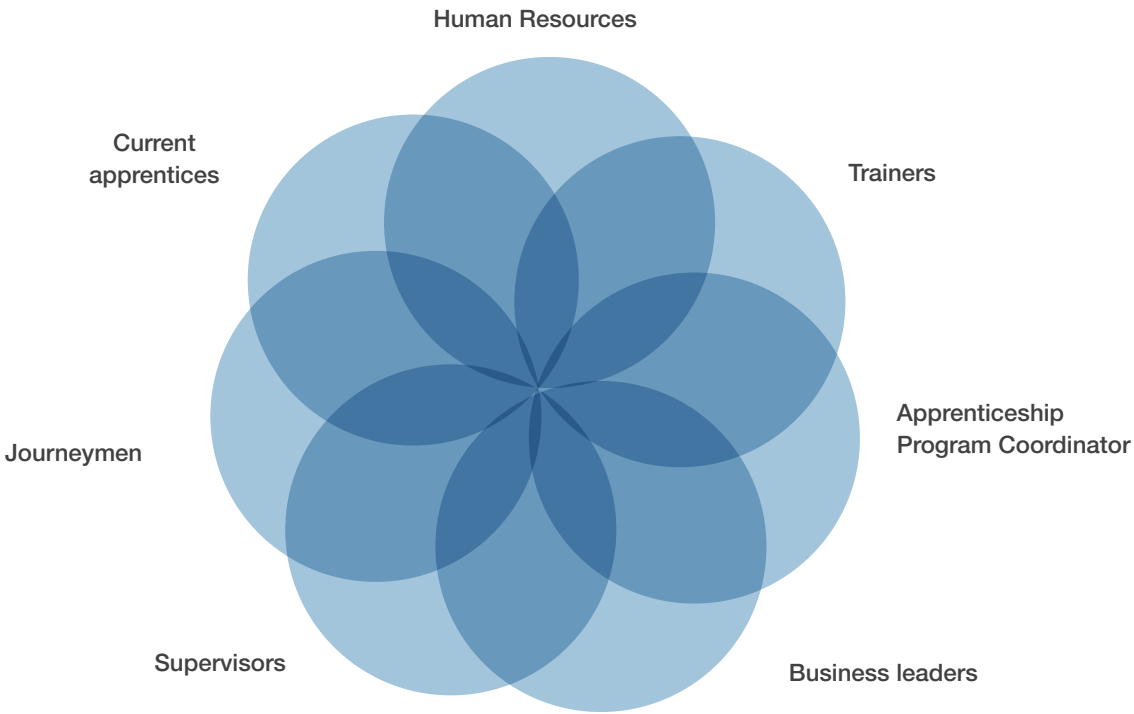 Human Resources
Current
apprentices
Trainers
Apprenticeship
Program Coordinator
Journeymen
Supervisors
Business leaders